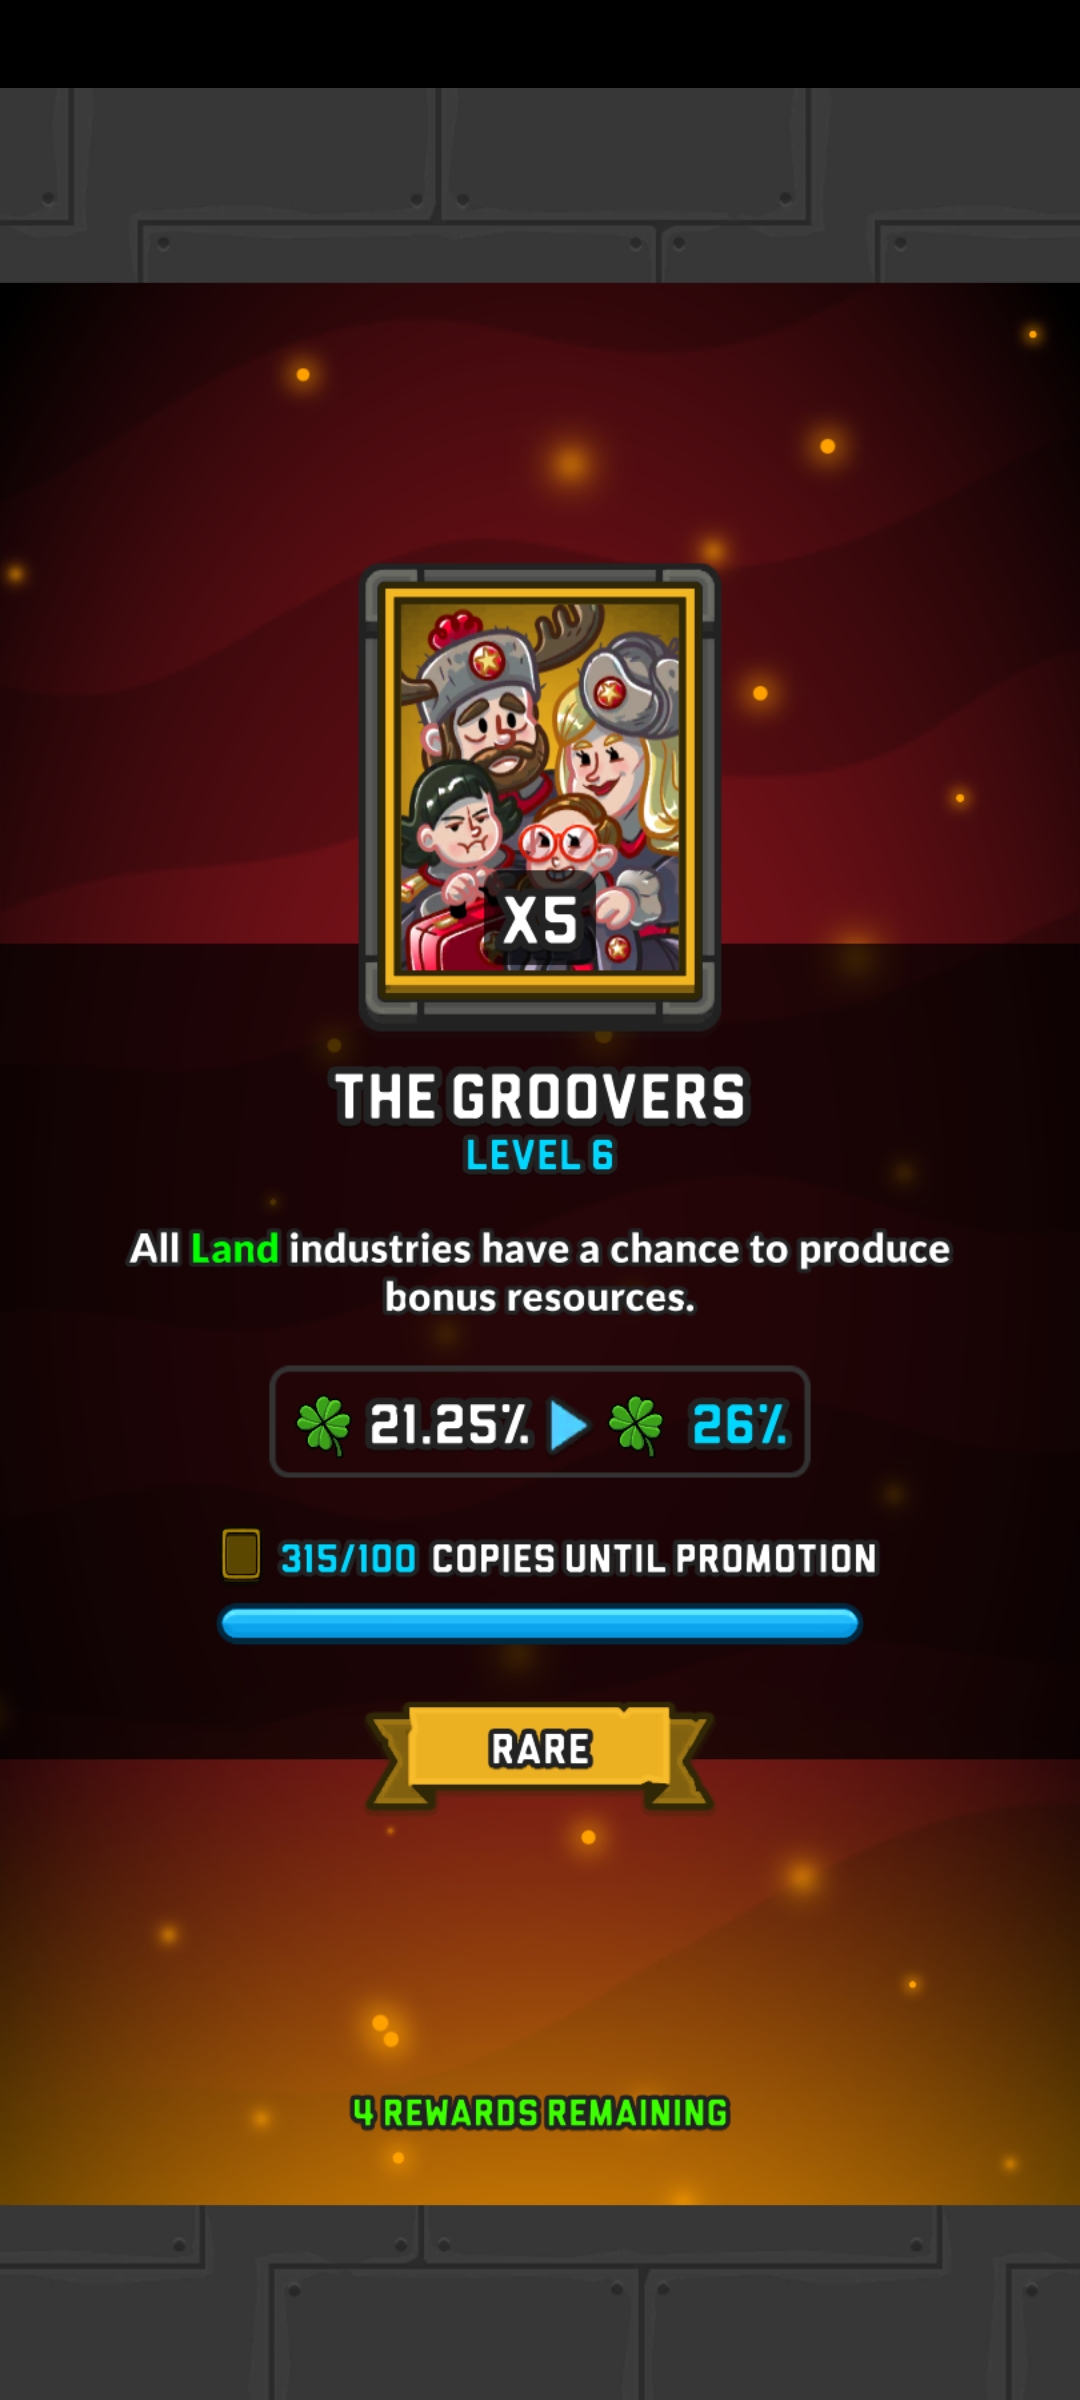 X5
THE GROOVERS
LEVEL 6
All Land industries have a chance to produce
bonus resources.
21.25% 26%
315/100 COPIES UNTIL PROMOTION
RARE
4 REWARDS REMAINING